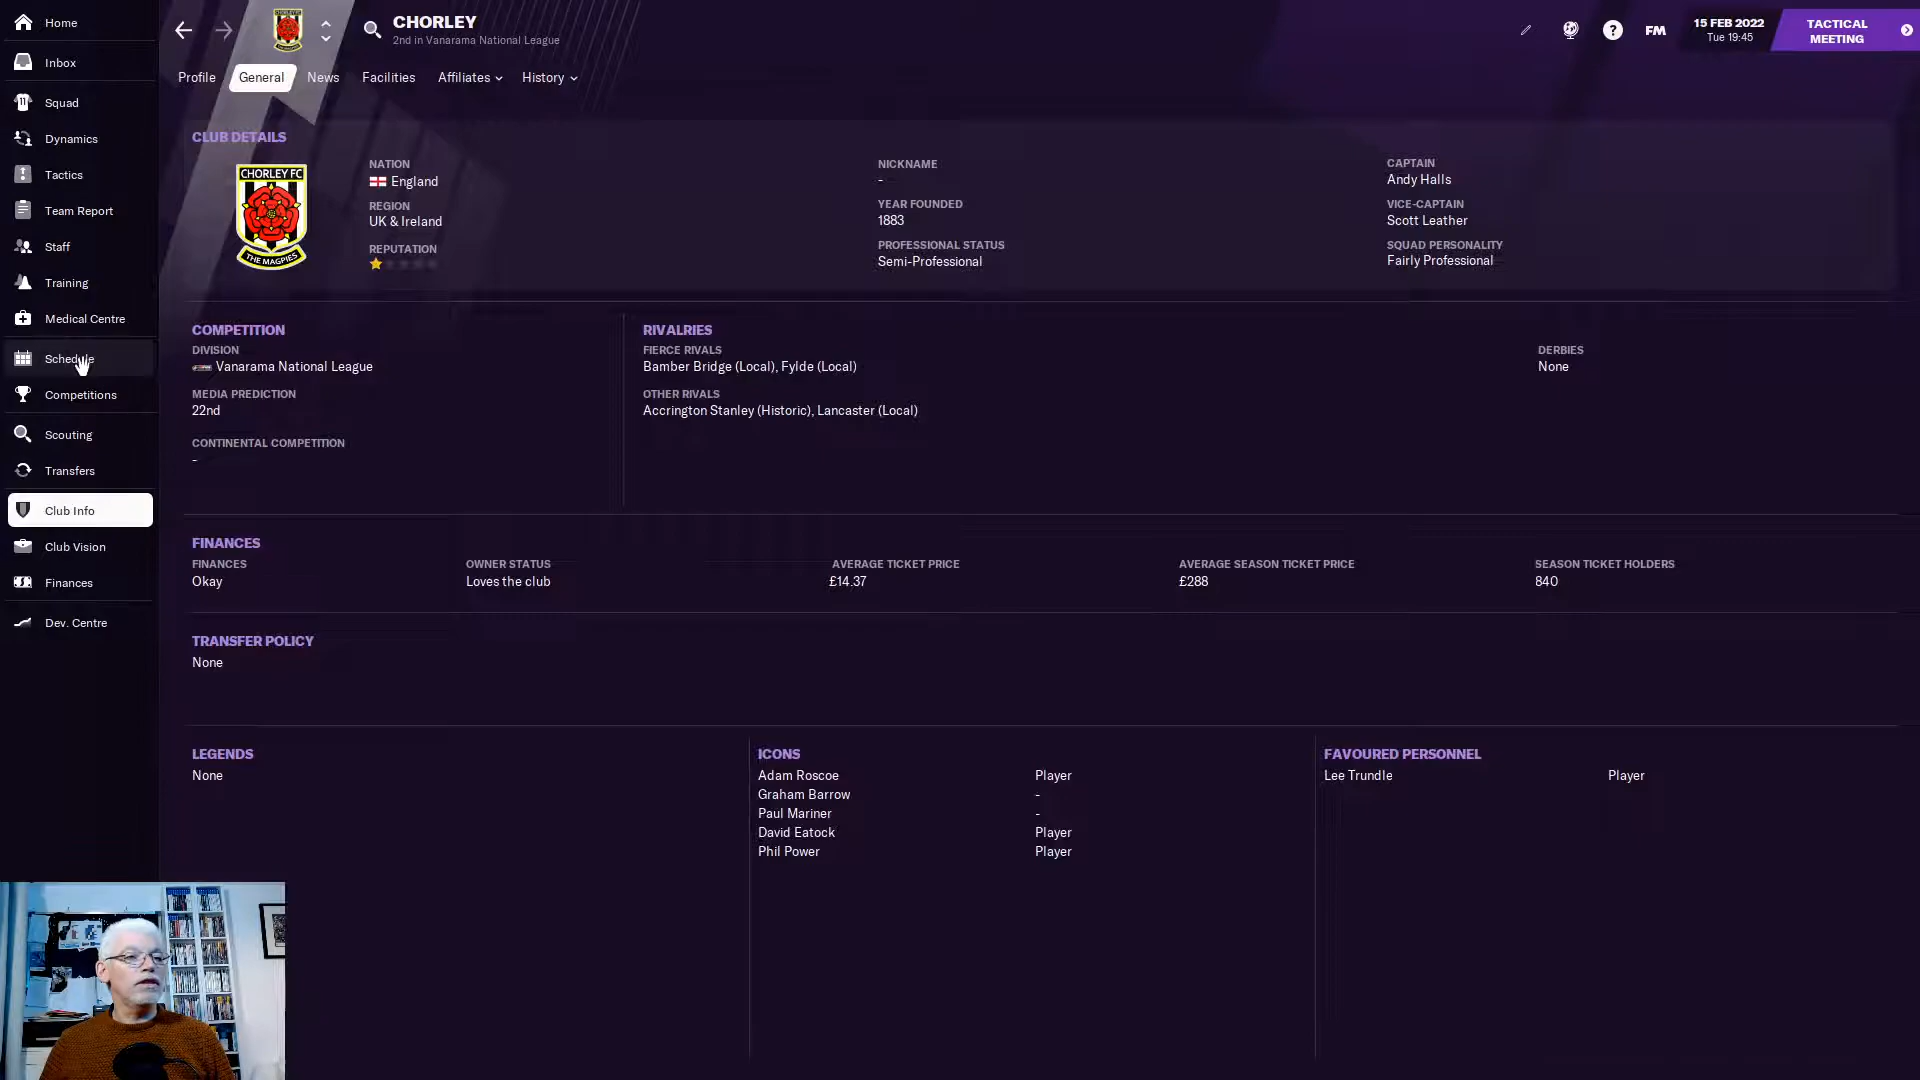 Home
Inbox
Squad
Dynamics
Tactics
Team Report
Staff
Training
Medical Centre
Schedule
Competitions
Scouting
Transfers
Club Info
Club Vision
Finances
Dev. Centre
CHORLEY
2nd in Vanarama National League
FM
15 FEB 2022
Tue 19:45
TACTICAL
MEETING
Profile General News Facilities Affiliates History
CLUB DETAILS
CHORLEY FC
THE MAGPIES
NATION
England
REGION
UK & Ireland
REPUTATION
NICKNAME
-
YEAR FOUNDED
1883
PROFESSIONAL STATUS
Semi-Professional
CAPTAIN
Andy Halls
VICE-CAPTAIN
Scott Leather
SQUAD PERSONALITY
Fairly Professional
COMPETITION
DIVISION
Vanarama National League
MEDIA PREDICTION
22nd
CONTINENTAL COMPETITION
-
RIVALRIES
FIERCE RIVALS
Bamber Bridge (Local), Fylde (Local)
OTHER RIVALS
Accrington Stanley (Historic), Lancaster (Local)
DERBIES
None
FINANCES
FINANCES
Okay
OWNER STATUS
Loves the club
AVERAGE TICKET PRICE
£14.37
AVERAGE SEASON TICKET PRICE
£288
SEASON TICKET HOLDERS
840
TRANSFER POLICY
None
LEGENDS
None
ICONS
Adam Roscoe Player
Graham Barrow -
Paul Mariner -
David Eatock Player
Phil Power Player
FAVOURED PERSONNEL
Lee Trundle Player